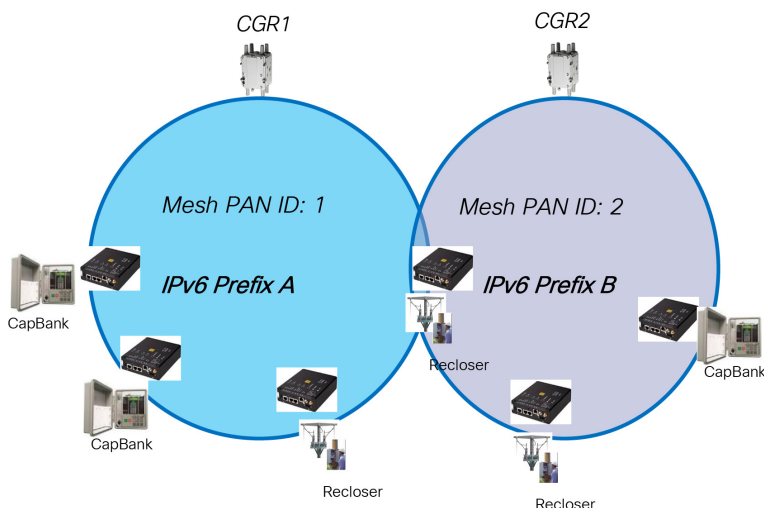 CGR1
CGR2
Mesh PAN ID: 1
Mesh PAN ID: 2
IPv6 Prefix A
IPv6 Prefix B
CapBank
Recloser
CapBank
CapBank
Recloser
Recloser